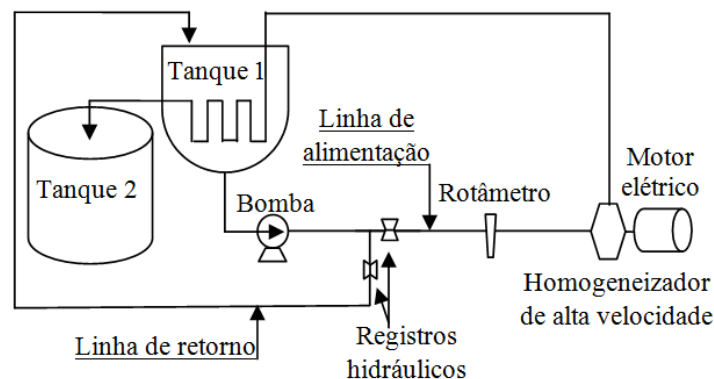 Tanque 1
Linha de
alimentação
Motor
elétrico
Tanque 2
Bomba
Rotâmetro
Homogeneizador
de alta velocidade
Linha de retorno
Registros
hidráulicos